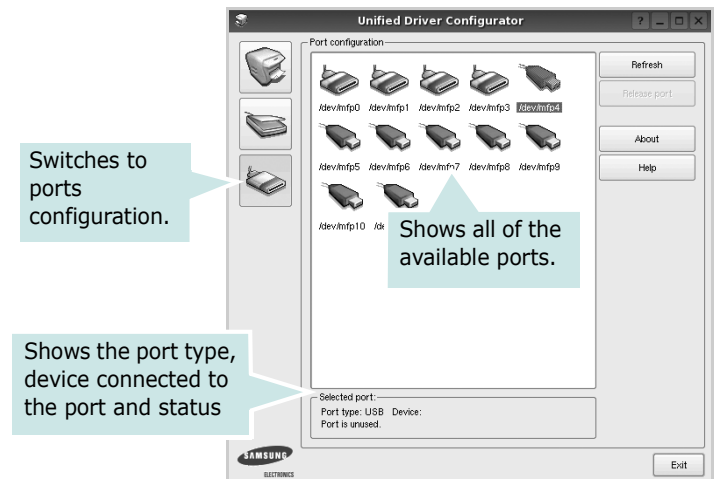 Unified Driver Configurator
Port configuration
Refresh
/dev/mfp0 /dev/mfp1 /dev/mfp2 /dev/mfp3 /dev/mfp4
Release port
About
/dev/mfp5 /dev/mfp6 /dev/mfp7 /dev/mfp8 /dev/mfp9
Help
Switches to
ports
configuration.
/dev/mfp10
Shows all of the
available ports.
Shows the port type,
device connected to
the port and status
Selected port:
Port type: USB Device:
Port is unused.
SAMSUNG
ELECTRONICS
Exit